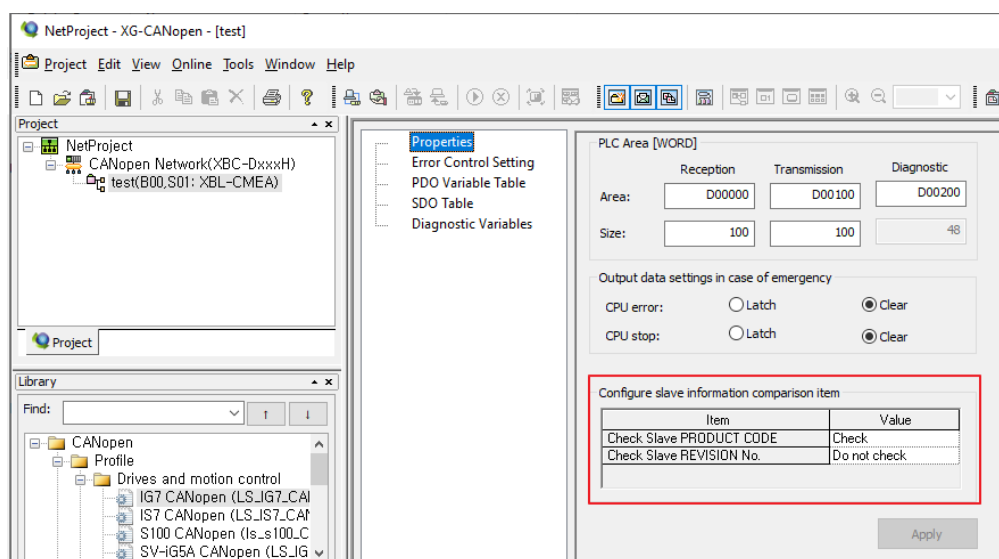 NetProject - XG-CANopen - [test]
Project Edit View Online Tools Window Help
Project
NetProject
CANopen Network(XBC-DxxxH)
test(B00,S01: XBL-CMEA)
Project
Library
Find:
CANopen
Profile
Drives and motion control
IG7 CANopen (LS_IG7_CAI
IS7 CANopen (LS_IS7_CAN
S100 CANopen (ls_s100_C
SV-iG5A CANopen (LS_IG
Properties
Error Control Setting
PDO Variable Table
SDO Table
Diagnostic Variables
PLC Area [WORD]
Reception Transmission Diagnostic
Area: D00000 D00100 D00200
Size: 100 100 48
Output data settings in case of emergency
CPU error: Latch Clear
CPU stop: Latch Clear
Configure slave information comparison item
Item Value
Check Slave PRODUCT CODE Check
Check Slave REVISION No. Do not check
Apply